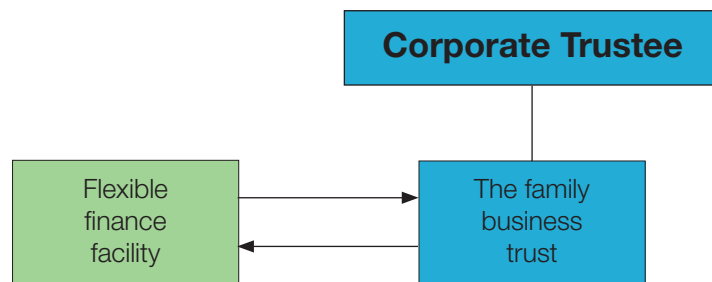 Corporate Trustee
Flexible
finance
facility
The family
business
trust